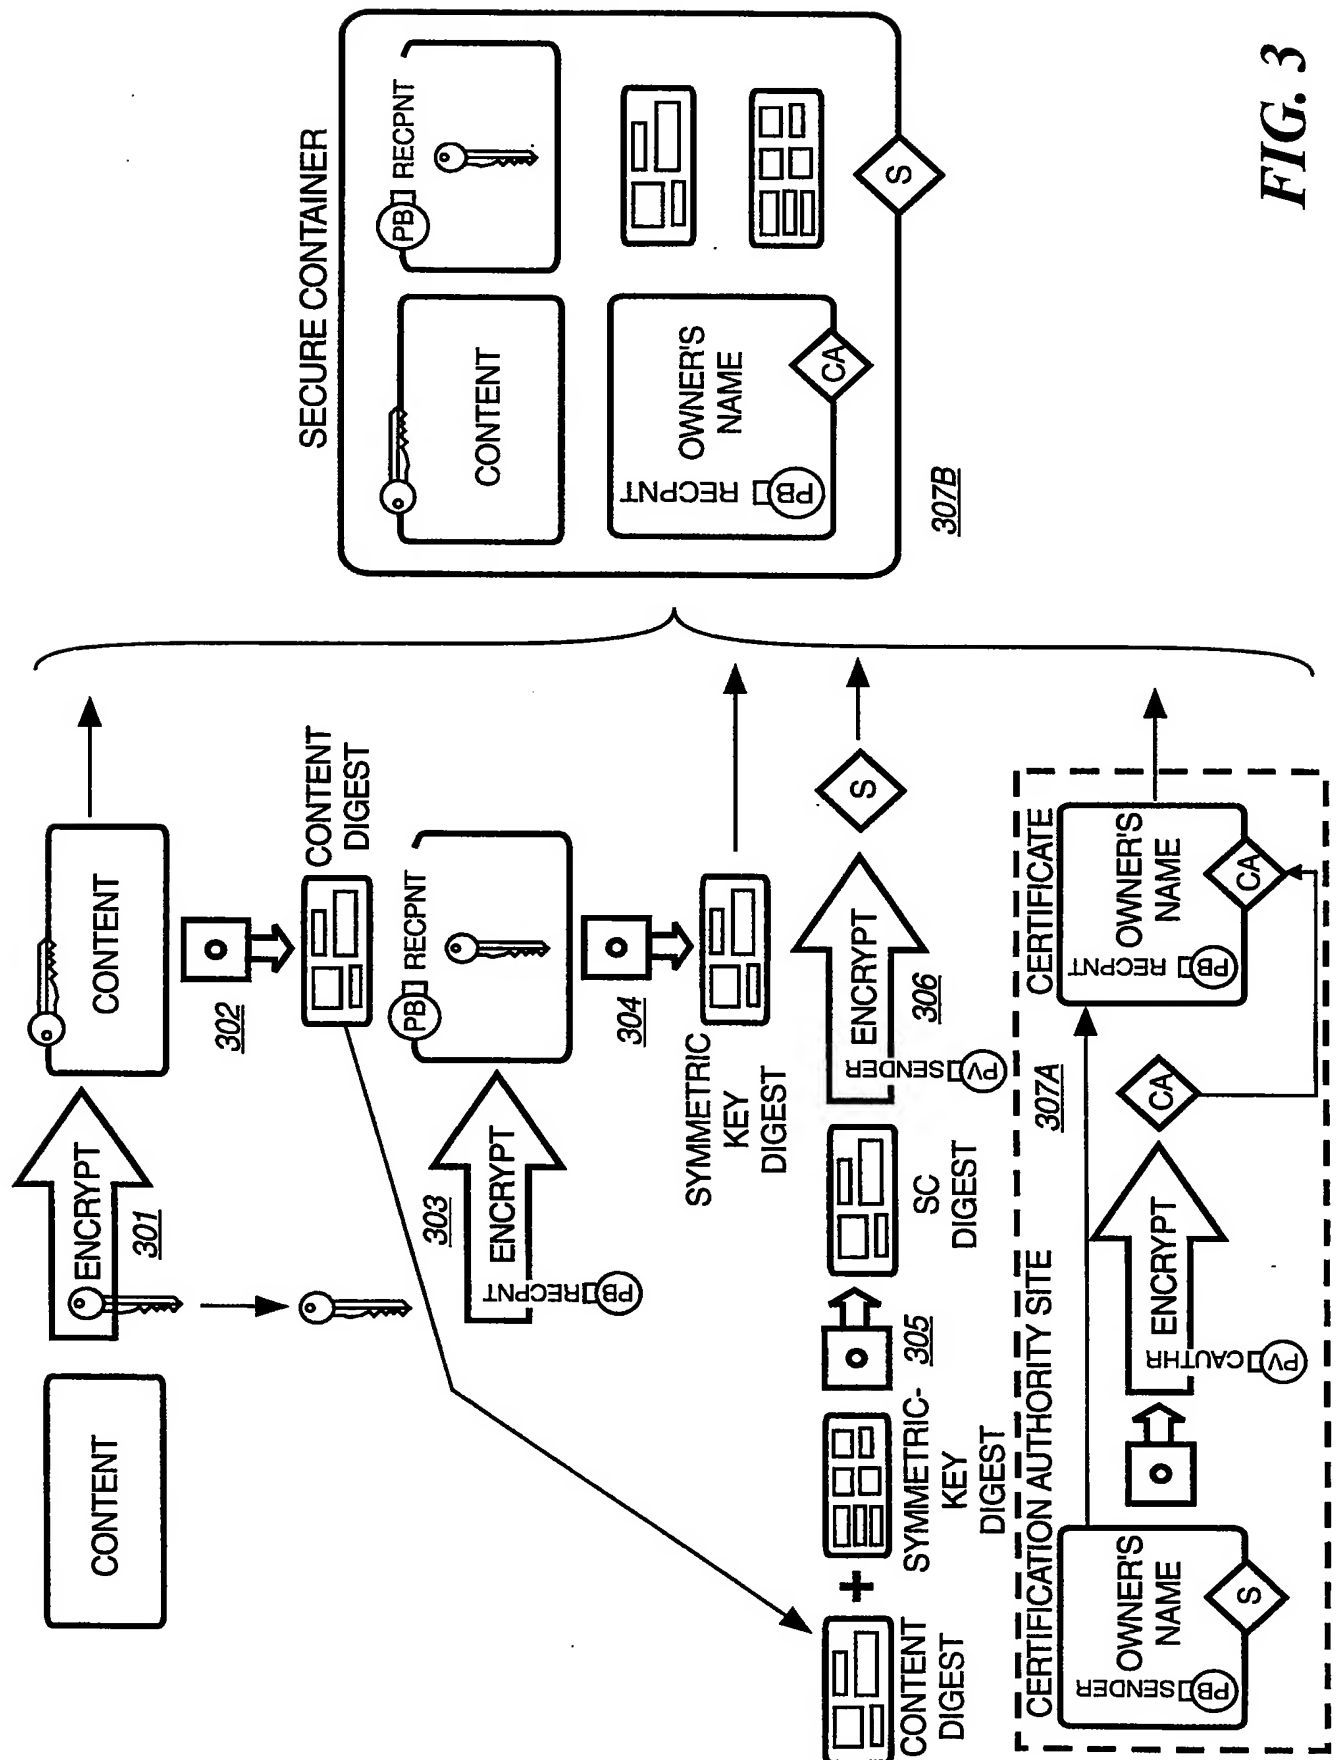 CONTENT
ENCRYPT
301
CONTENT
302
CONTENT
DIGEST
303
ENCRYPT
RECPNT
PB
PB
RECPNT
304
SYMMETRIC
KEY
DIGEST
CONTENT
DIGEST
+
SYMMETRIC-
KEY
DIGEST
305
SC
DIGEST
ENCRYPT
SENDER
PV
306
S
CERTIFICATION AUTHORITY SITE
OWNER'S
NAME
SENDER
PB
S
ENCRYPT
CAUTHR
PV
CA
307A
CERTIFICATE
OWNER'S
NAME
RECPNT
PB
CA
SECURE CONTAINER
CONTENT
PB
RECPNT
OWNER'S
NAME
RECPNT
PB
CA
S
307B
FIG. 3